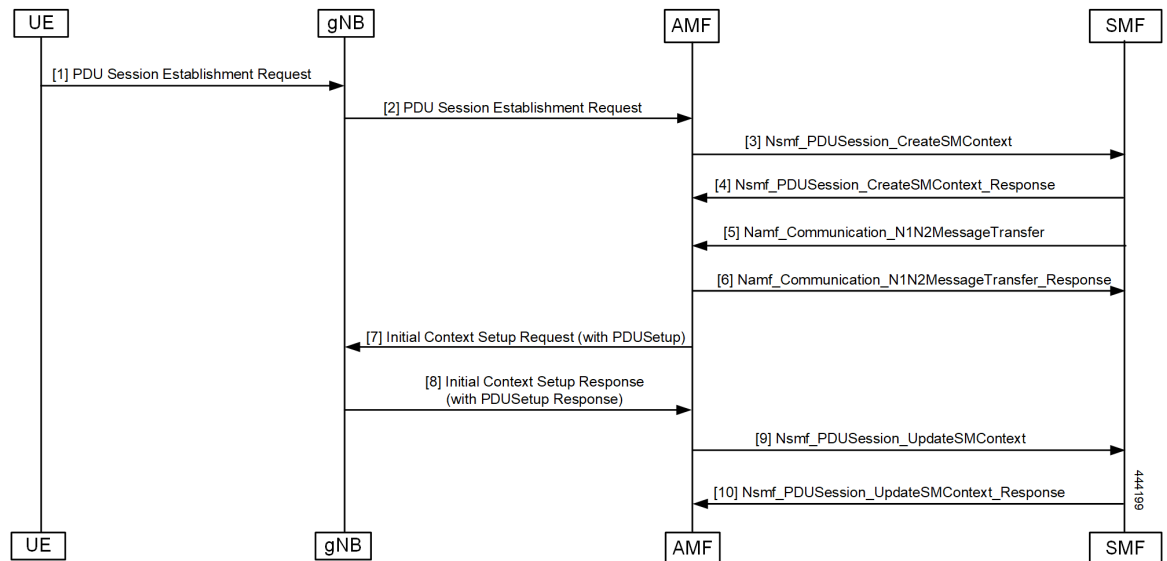 UE
gNB
AMF
SMF
[1] PDU Session Establishment Request
[2] PDU Session Establishment Request
[3] Nsmf_PDUSession_CreateSMContext
[4] Nsmf_PDUSession_CreateSMContext_Response
[5] Namf_Communication_N1N2MessageTransfer
[6] Namf_Communication_N1N2MessageTransfer_Response
[7] Initial Context Setup Request (with PDUSetup)
[8] Initial Context Setup Response
(with PDUSetup Response)
[9] Nsmf_PDUSession_UpdateSMContext
[10] Nsmf_PDUSession_UpdateSMContext_Response
444199
UE
gNB
AMF
SMF